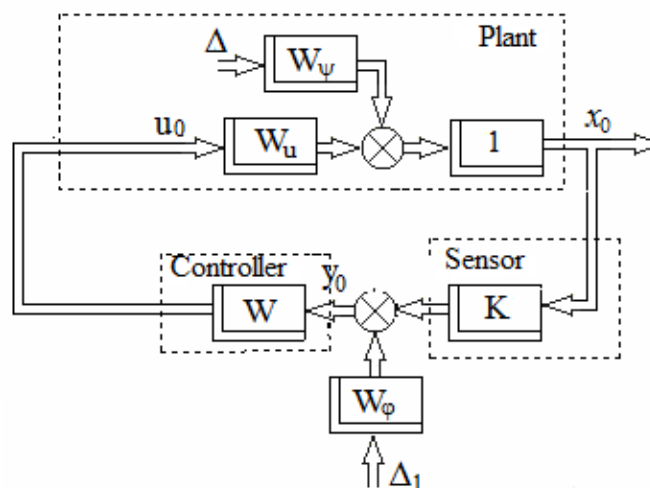 Plant
Δ
W_ψ
u₀
W_u
1
x₀
Controller
Sensor
y₀
W
K
W_φ
Δ₁